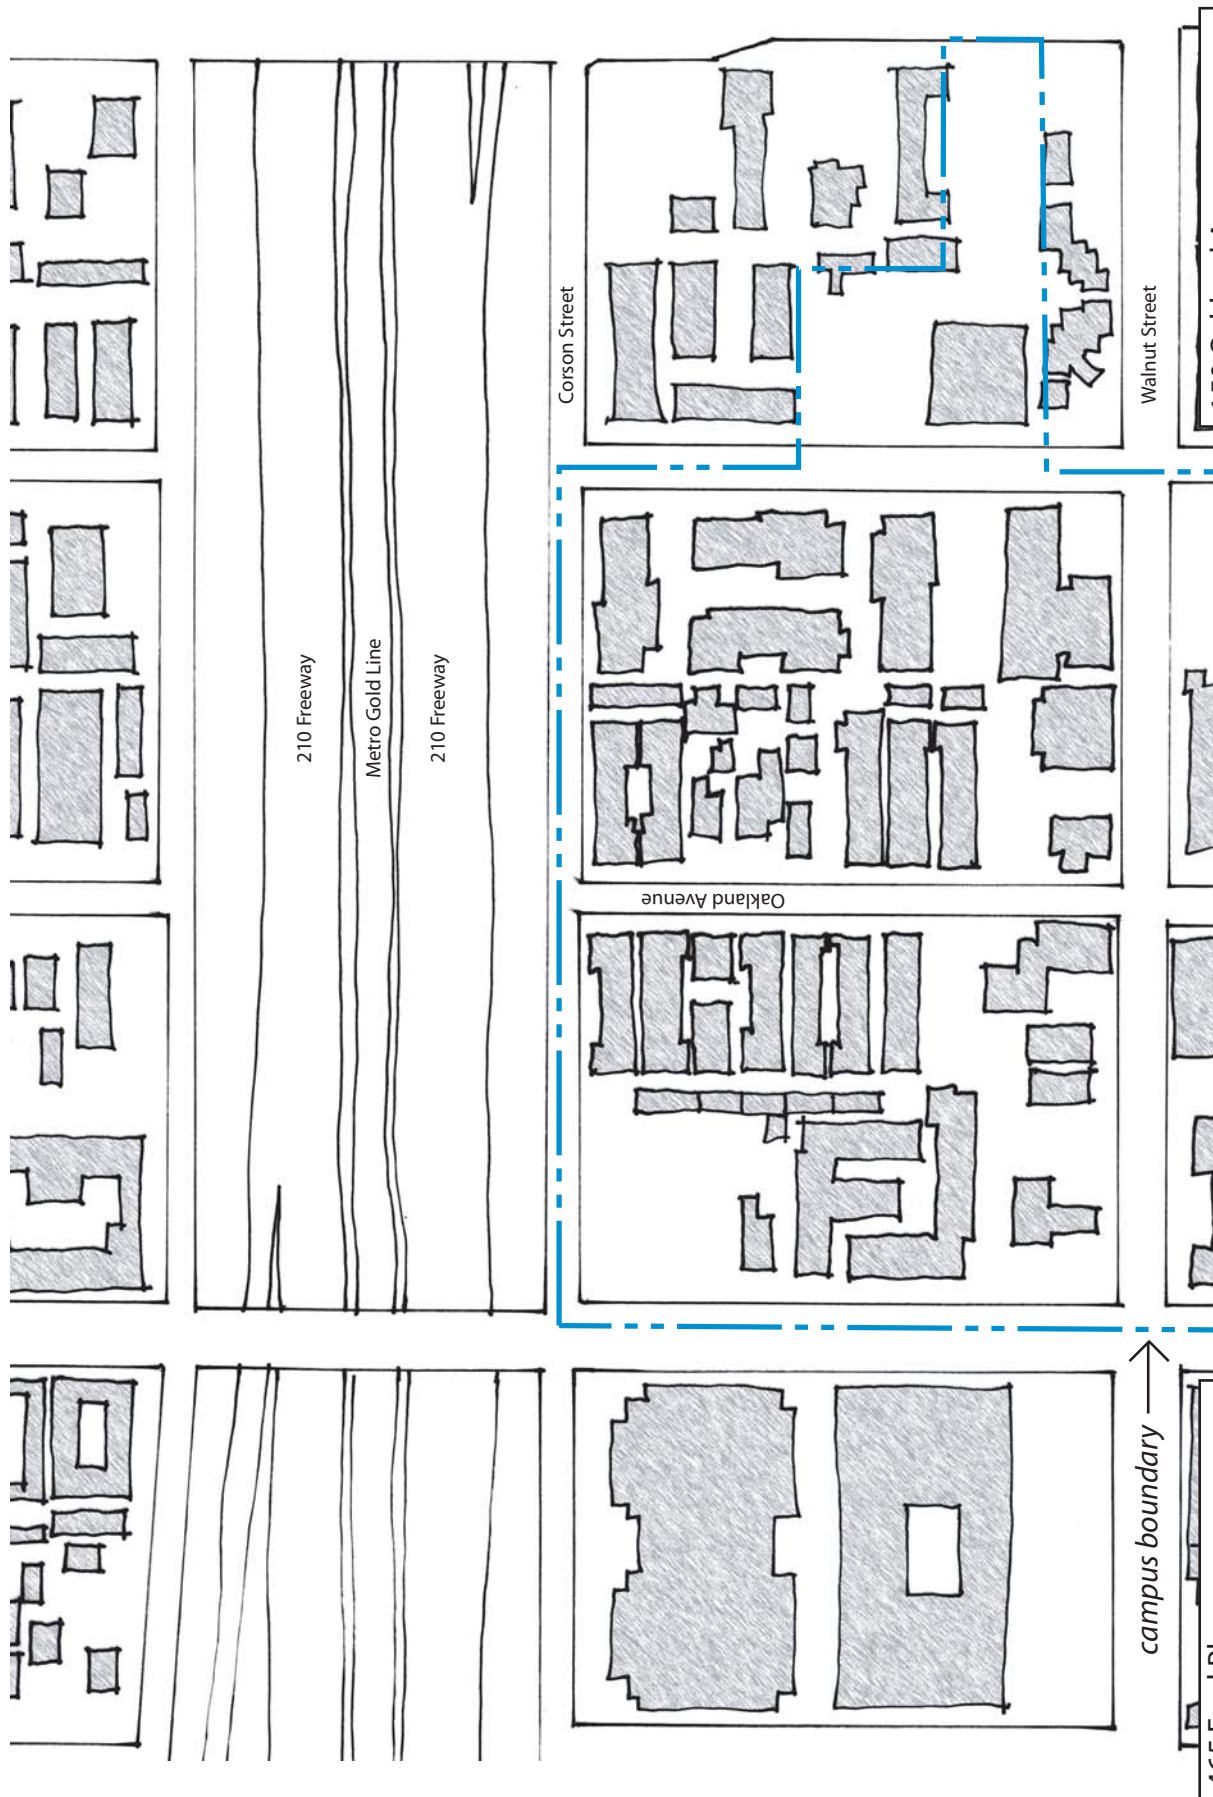 Corson Street
Walnut Street
210 Freeway
Metro Gold Line
210 Freeway
Oakland Avenue
campus boundary